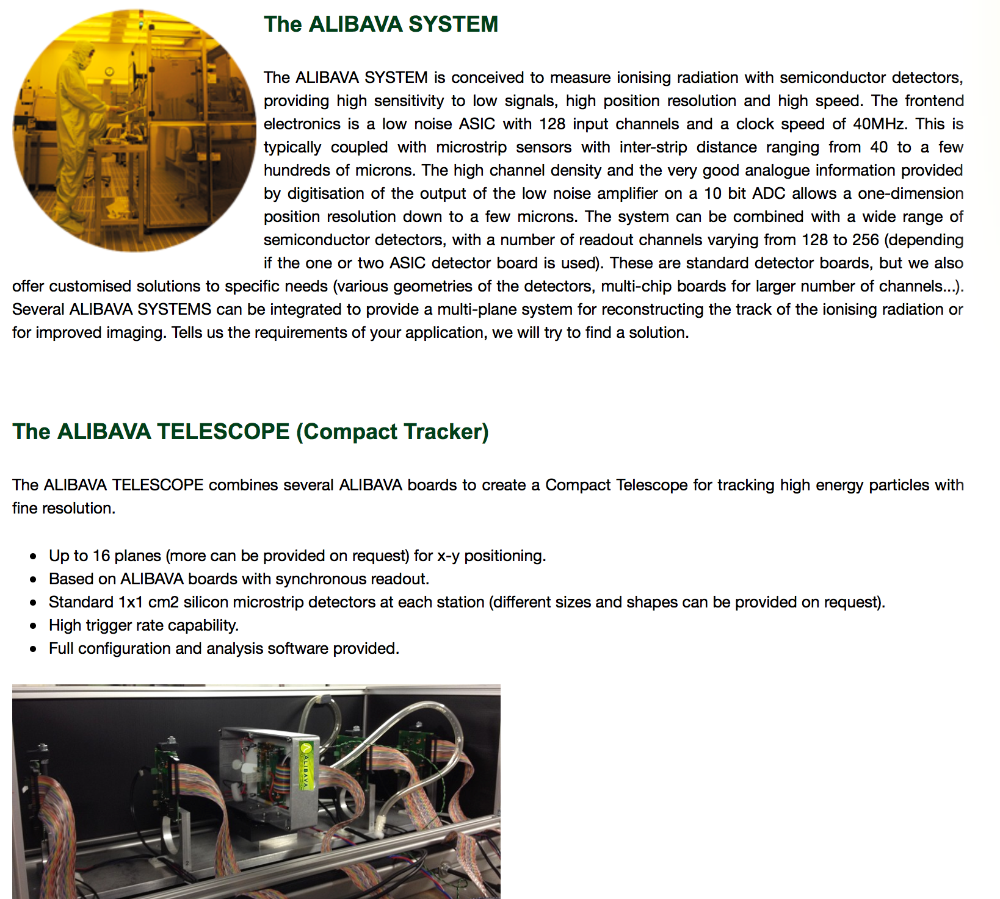 The ALIBAVA SYSTEM
The ALIBAVA SYSTEM is conceived to measure ionising radiation with semiconductor detectors,
providing high sensitivity to low signals, high position resolution and high speed. The frontend
electronics is a low noise ASIC with 128 input channels and a clock speed of 40MHz. This is
typically coupled with microstrip sensors with inter-strip distance ranging from 40 to a few
hundreds of microns. The high channel density and the very good analogue information provided
by digitisation of the output of the low noise amplifier on a 10 bit ADC allows a one-dimension
position resolution down to a few microns. The system can be combined with a wide range of
semiconductor detectors, with a number of readout channels varying from 128 to 256 (depending
if the one or two ASIC detector board is used). These are standard detector boards, but we also
offer customised solutions to specific needs (various geometries of the detectors, multi-chip boards for larger number of channels...).
Several ALIBAVA SYSTEMS can be integrated to provide a multi-plane system for reconstructing the track of the ionising radiation or
for improved imaging. Tells us the requirements of your application, we will try to find a solution.
The ALIBAVA TELESCOPE (Compact Tracker)
The ALIBAVA TELESCOPE combines several ALIBAVA boards to create a Compact Telescope for tracking high energy particles with
fine resolution.
• Up to 16 planes (more can be provided on request) for x-y positioning.
• Based on ALIBAVA boards with synchronous readout.
• Standard 1x1 cm2 silicon microstrip detectors at each station (different sizes and shapes can be provided on request).
• High trigger rate capability.
• Full configuration and analysis software provided.
ALIBAVA